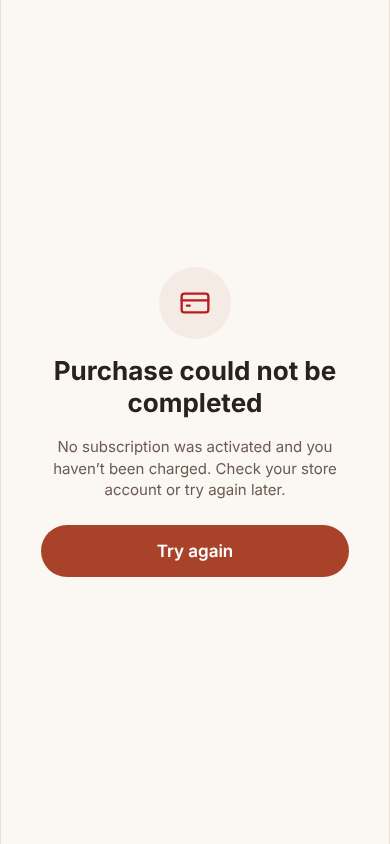 Purchase could not be
completed
No subscription was activated and you
haven’t been charged. Check your store
account or try again later.
Try again